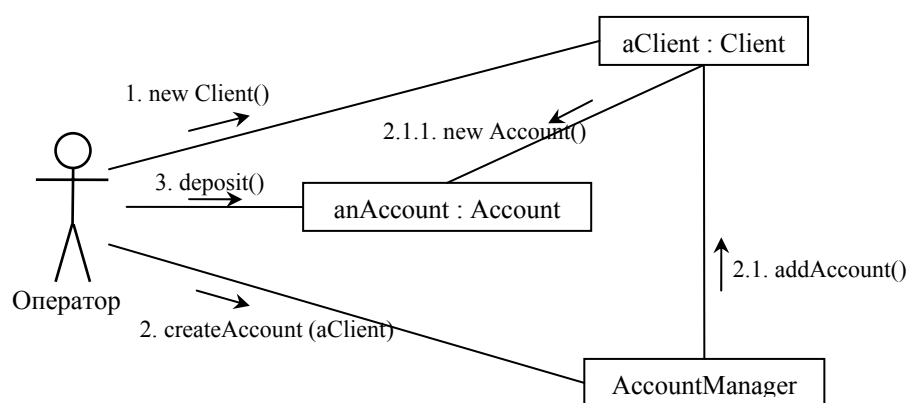 aClient : Client
1. new Client()
2.1.1. new Account()
3. deposit()
anAccount : Account
2.1. addAccount()
Оператор
2. createAccount (aClient)
AccountManager